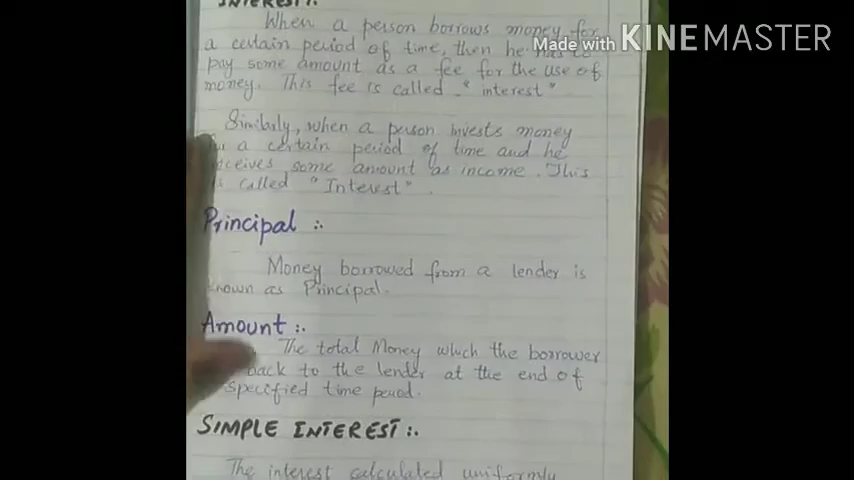 INTEREST :.
When a person borrows money for
a certain period of time, then he has to
pay some amount as a fee for the use of
money. This fee is called "interest"
Made with KINEMASTER
Similarly, when a person invests money
a certain period of time and he
receives some amount as income. This
is called "Interest".
Principal :.
Money borrowed from a lender is
known as Principal.
Amount :.
The total Money which the borrower
back to the lender at the end of
specified time period.
SIMPLE INTEREST :.
The interest calculated uniformly